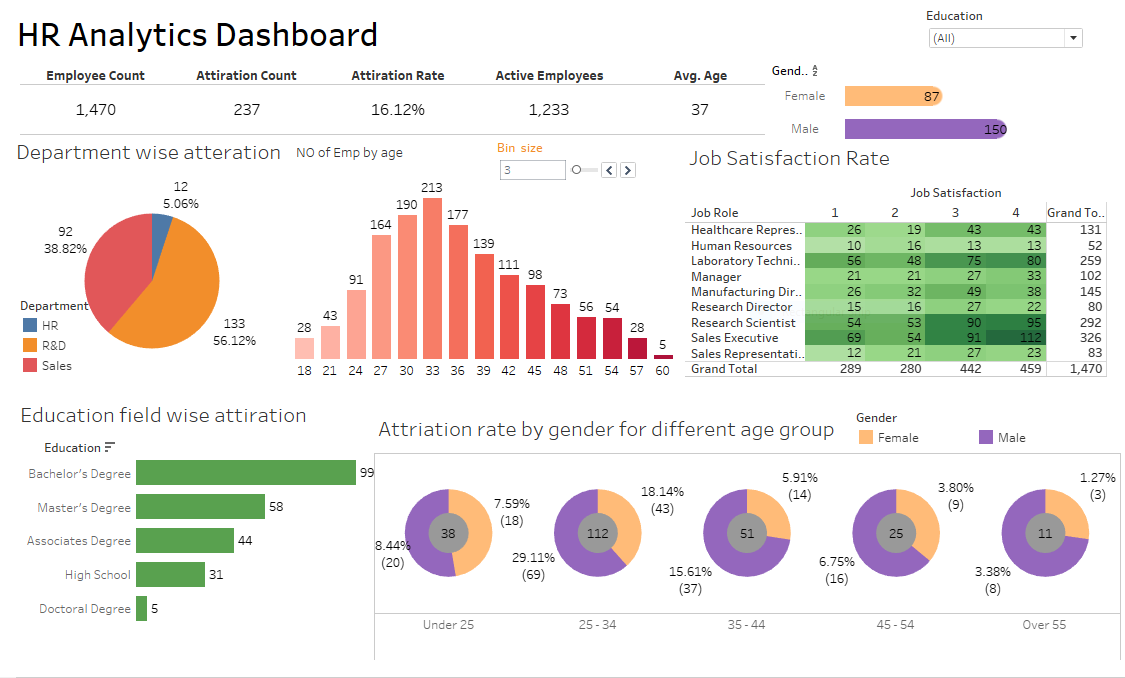 HR Analytics Dashboard
Education
(All)
Employee Count Attiration Count Attiration Rate Active Employees Avg. Age
1,470 237 16.12% 1,233 37
Gend..
Female 87
Male 150
Department wise atteration
12
5.06%
92
38.82%
133
56.12%
Department
HR
R&D
Sales
NO of Emp by age
Bin size
3
28 43 91 164 190 213 177 139 111 98 73 56 54 28 5
18 21 24 27 30 33 36 39 42 45 48 51 54 57 60
Job Satisfaction Rate
Job Satisfaction
Job Role 1 2 3 4 Grand To..
Healthcare Repres.. 26 19 43 43 131
Human Resources 10 16 13 13 52
Laboratory Techni.. 56 48 75 80 259
Manager 21 21 27 33 102
Manufacturing Dir.. 26 32 49 38 145
Research Director 15 16 27 22 80
Research Scientist 54 53 90 95 292
Sales Executive 69 54 91 112 326
Sales Representati.. 12 21 27 23 83
Grand Total 289 280 442 459 1,470
Education field wise attiration
Education
Bachelor's Degree 99
Master's Degree 58
Associates Degree 44
High School 31
Doctoral Degree 5
Attriation rate by gender for different age group
Gender
Female Male
7.59%
(18)
38
8.44%
(20)
18.14%
(43)
112
29.11%
(69)
5.91%
(14)
51
15.61%
(37)
3.80%
(9)
25
6.75%
(16)
1.27%
(3)
11
3.38%
(8)
Under 25 25 - 34 35 - 44 45 - 54 Over 55